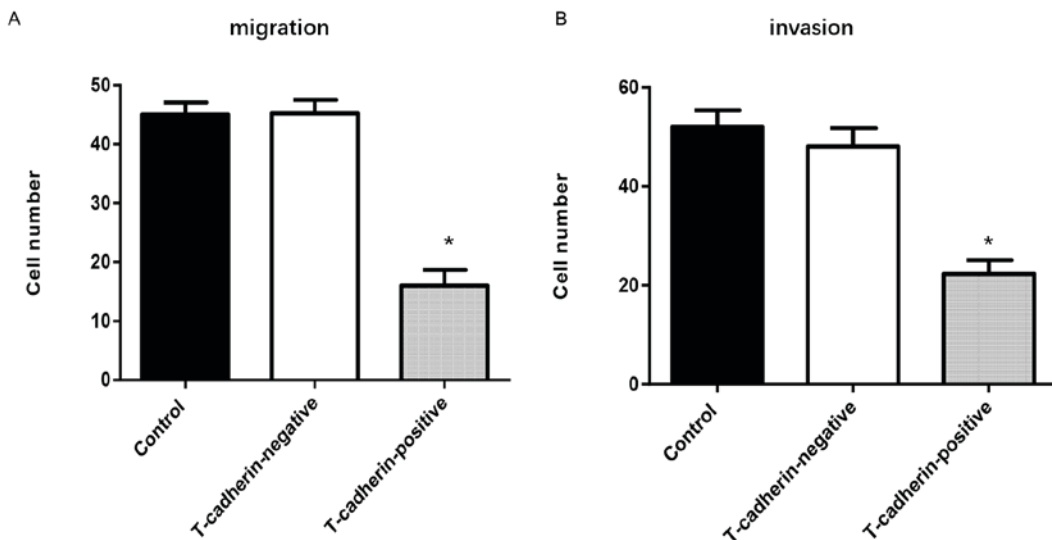 A
migration
Cell number
50
40
30
20
10
0
*
Control
T-cadherin-negative
T-cadherin-positive
B
invasion
Cell number
60
40
20
0
*
Control
T-cadherin-negative
T-cadherin-positive